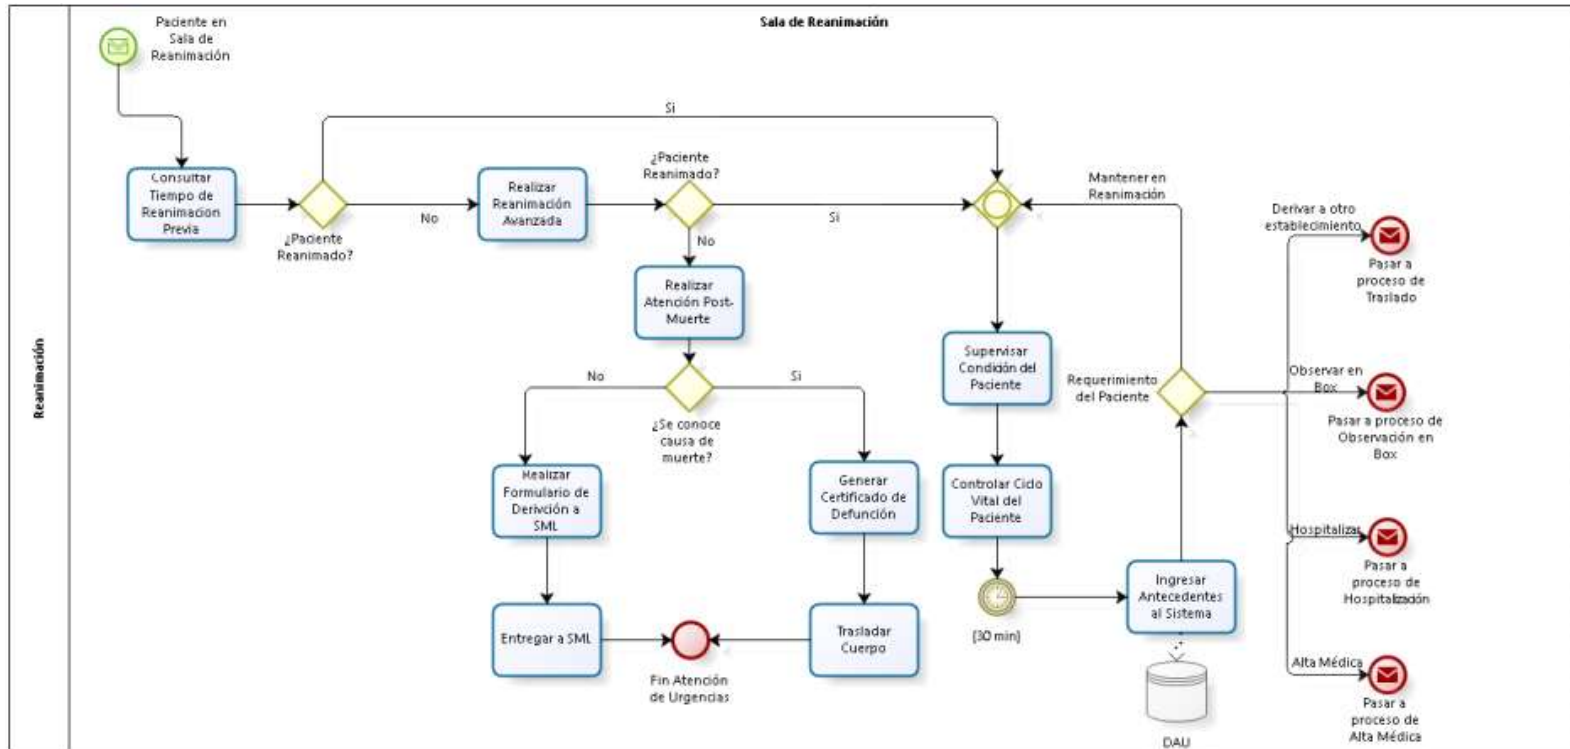 Sala de Reanimación
Reanimación
Paciente en
Sala de
Reanimación
Consultar
Tiempo de
Reanimacion
Previa
¿Paciente
Reanimado?
Si
No
Realizar
Reanimación
Avanzada
¿Paciente
Reanimado?
Si
No
Realizar
Atención Post-
Muerte
¿Se conoce
causa de
muerte?
No
Si
Realizar
Formulario de
Derivción a
SML
Entregar a SML
Generar
Certificado de
Defunción
Trasladar
Cuerpo
Fin Atención
de Urgencias
Supervisar
Condición del
Paciente
Controlar Ciclo
Vital del
Paciente
(30 min)
Ingresar
Antecedentes
al Sistema
DAU
Requerimiento
del Paciente
Mantener en
Reanimación
Derivar a otro
establecimiento
Pasar a
proceso de
Traslado
Observar en
Box
Pasar a proceso de
Observación en
Box
Hospitalizar
Pasar a
proceso de
Hospitalización
Alta Médica
Pasar a
proceso de
Alta Médica